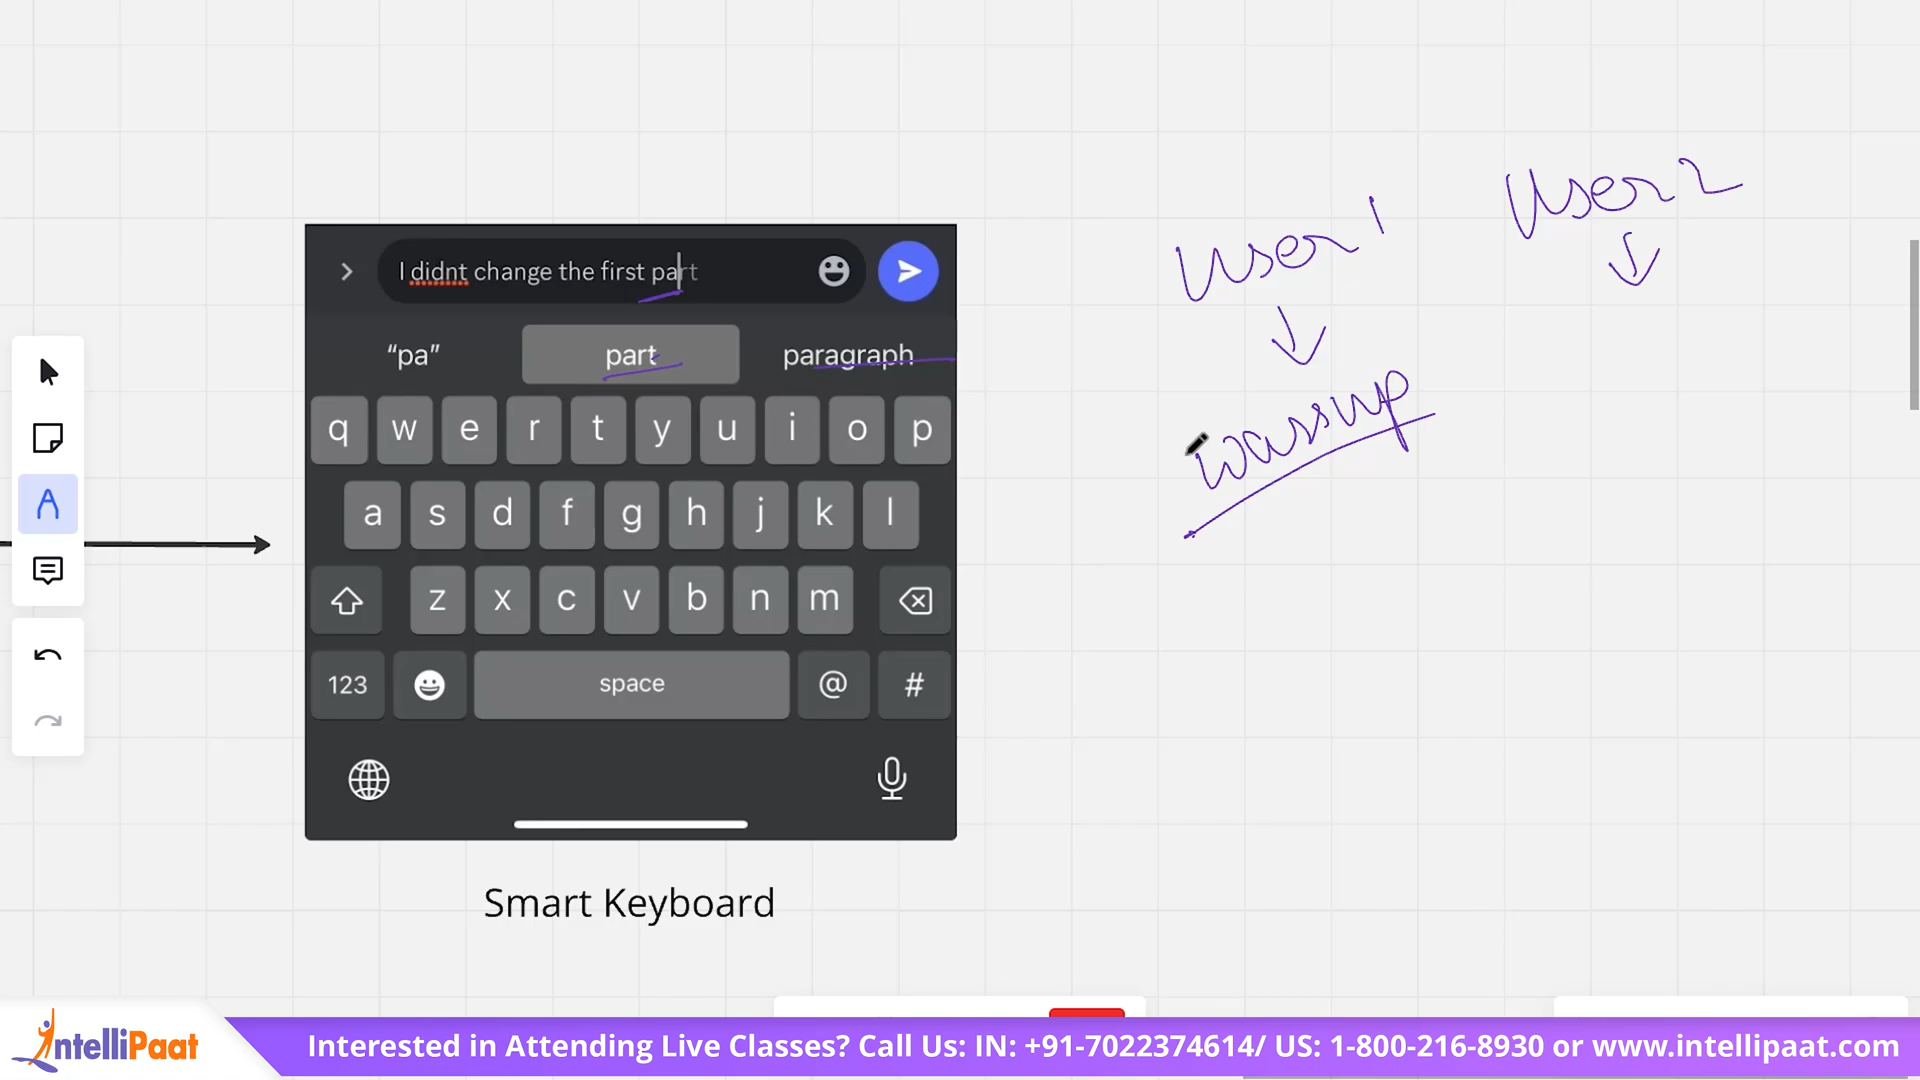 I didnt change the first part
“pa” part paragraph
q w e r t y u i o p
a s d f g h j k l
z x c v b n m
123 space @ #
Smart Keyboard
User 1
User 2
wassup
IntelliPaat
Interested in Attending Live Classes? Call Us: IN: +91-7022374614/ US: 1-800-216-8930 or www.intellipaat.com